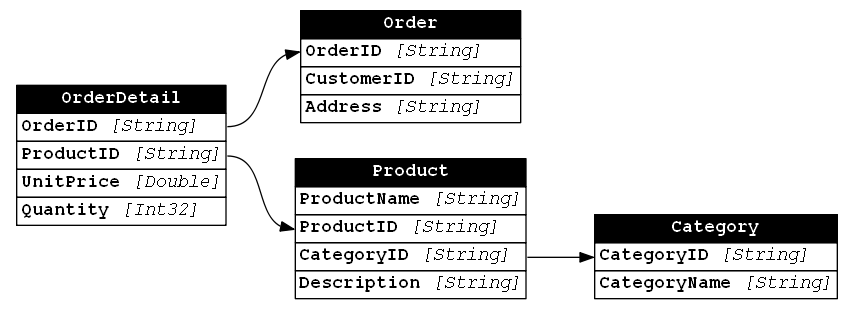 Order
OrderID [String]
CustomerID [String]
Address [String]
OrderDetail
OrderID [String]
ProductID [String]
UnitPrice [Double]
Quantity [Int32]
Product
ProductName [String]
ProductID [String]
CategoryID [String]
Description [String]
Category
CategoryID [String]
CategoryName [String]